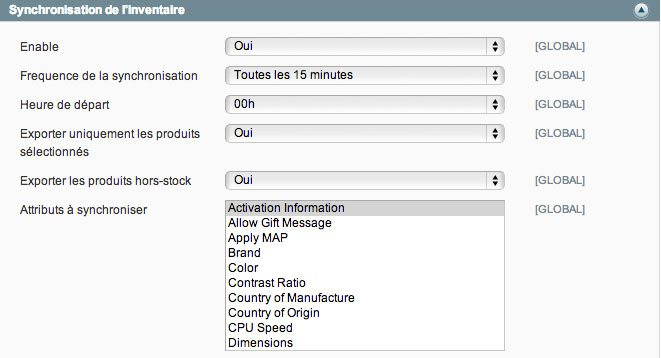 Synchronisation de l'Inventaire
Enable Oui [GLOBAL]
Frequence de la synchronisation Toutes les 15 minutes [GLOBAL]
Heure de départ 00h [GLOBAL]
Exporter uniquement les produits Oui [GLOBAL]
sélectionnés
Exporter les produits hors-stock Oui [GLOBAL]
Attributs à synchroniser Activation Information [GLOBAL]
Allow Gift Message
Apply MAP
Brand
Color
Contrast Ratio
Country of Manufacture
Country of Origin
CPU Speed
Dimensions